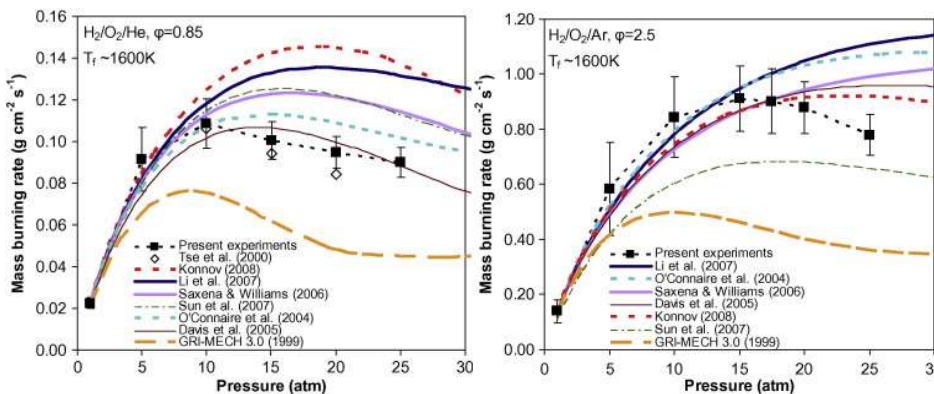 H2/O2/He, φ=0.85
Tf ~1600K
Mass burning rate (g cm-2 s-1)
0.16
0.14
0.12
0.10
0.08
0.06
0.04
0.02
0.00
Present experiments
Tse et al. (2000)
Konnov (2008)
Li et al. (2007)
Saxena & Williams (2006)
Sun et al. (2007)
O'Connaire et al. (2004)
Davis et al. (2005)
GRI-MECH 3.0 (1999)
0 5 10 15 20 25 30
Pressure (atm)
H2/O2/Ar, φ=2.5
Tf ~1600K
Mass burning rate (g cm-2 s-1)
1.20
1.00
0.80
0.60
0.40
0.20
0.00
Present experiments
Li et al. (2007)
O'Connaire et al. (2004)
Saxena & Williams (2006)
Davis et al. (2005)
Konnov (2008)
Sun et al. (2007)
GRI-MECH 3.0 (1999)
0 5 10 15 20 25 30
Pressure (atm)